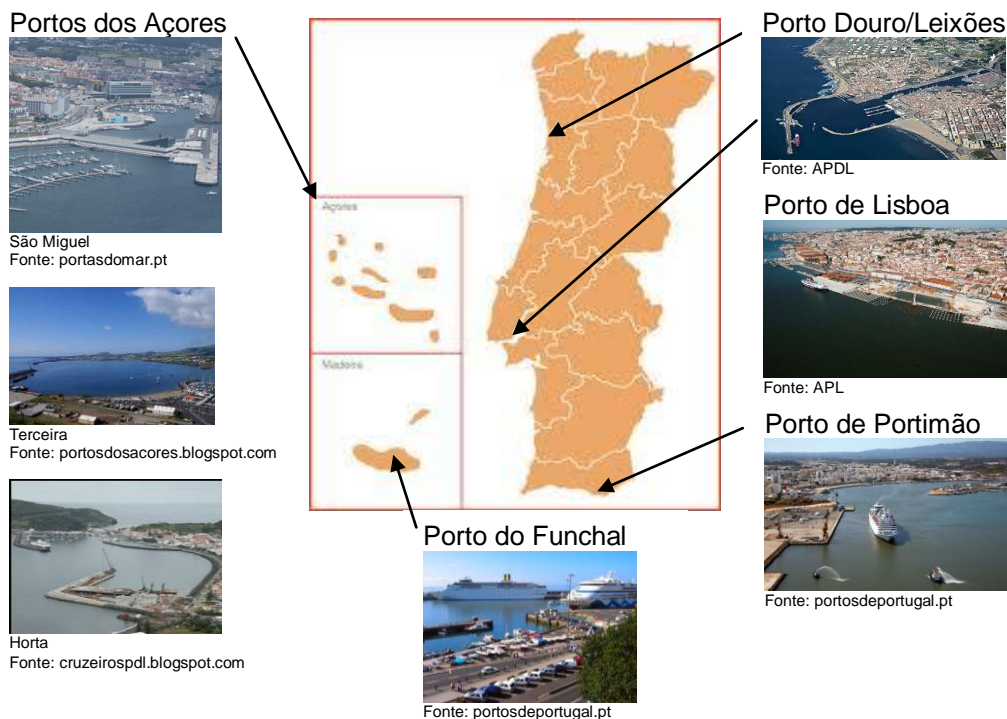 Portos dos Açores
São Miguel
Fonte: portasdomar.pt
Terceira
Fonte: portosdosacores.blogspot.com
Horta
Fonte: cruzeirospdl.blogspot.com
Açores
Madeira
Porto do Funchal
Fonte: portosdeportugal.pt
Porto Douro/Leixões
Fonte: APDL
Porto de Lisboa
Fonte: APL
Porto de Portimão
Fonte: portosdeportugal.pt